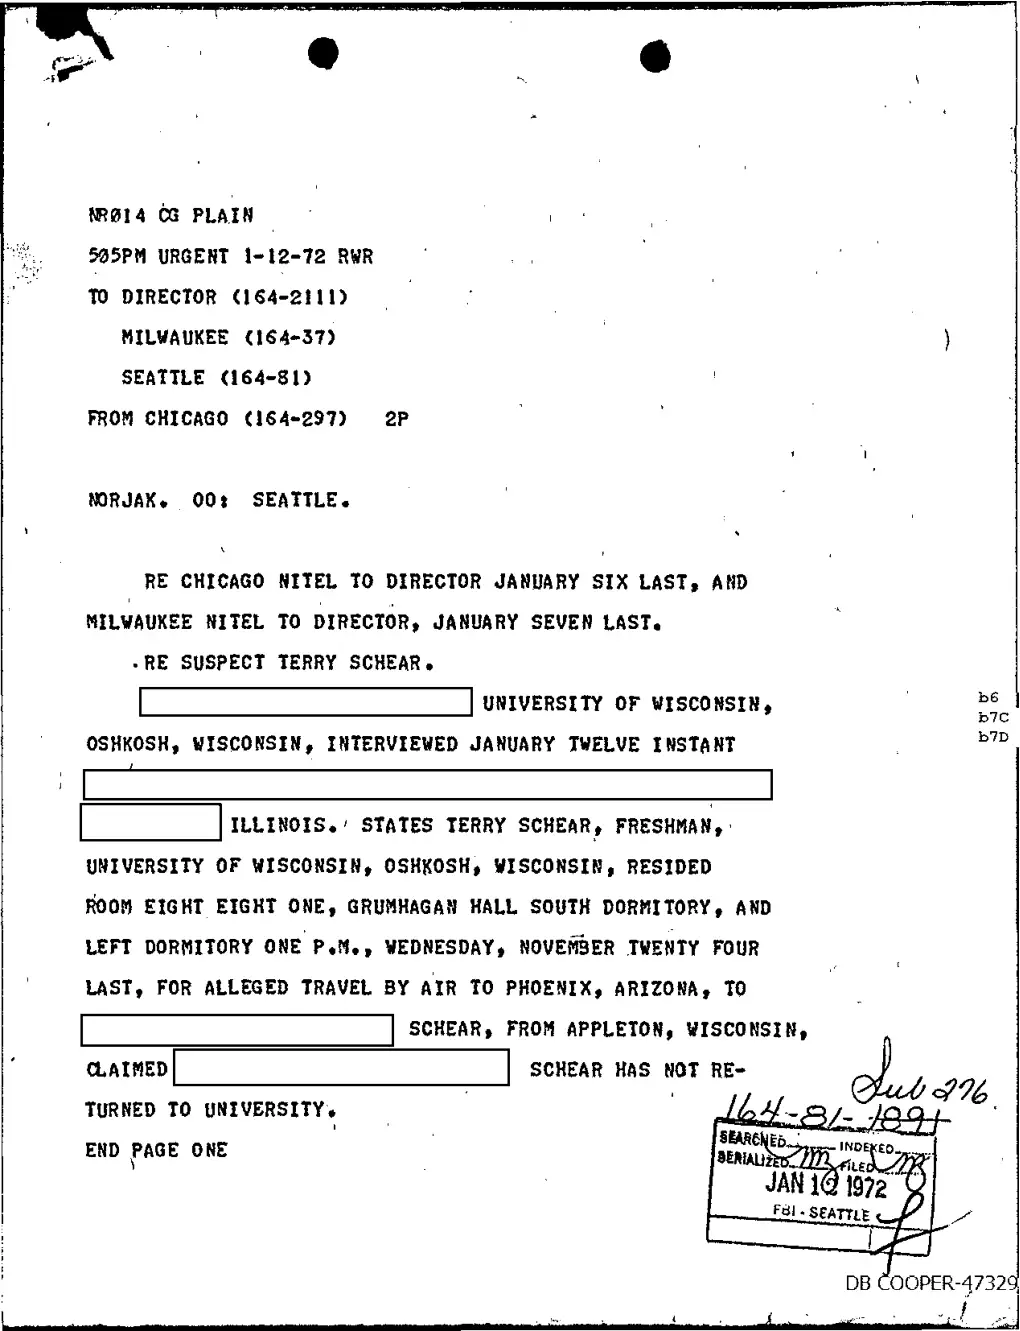 NR014 CG PLAIN
505PM URGENT 1-12-72 RWR
TO DIRECTOR (164-2111)
MILWAUKEE (164-37)
SEATTLE (164-81)
FROM CHICAGO (164-297) 2P
NORJAK. OO: SEATTLE.
RE CHICAGO NITEL TO DIRECTOR JANUARY SIX LAST, AND
MILWAUKEE NITEL TO DIRECTOR, JANUARY SEVEN LAST.
RE SUSPECT TERRY SCHEAR.
UNIVERSITY OF WISCONSIN,
b6
b7C
b7D
OSHKOSH, WISCONSIN, INTERVIEWED JANUARY TWELVE INSTANT
ILLINOIS. STATES TERRY SCHEAR, FRESHMAN,
UNIVERSITY OF WISCONSIN, OSHKOSH, WISCONSIN, RESIDED
ROOM EIGHT EIGHT ONE, GRUMHAGAN HALL SOUTH DORMITORY, AND
LEFT DORMITORY ONE P.M., WEDNESDAY, NOVEMBER TWENTY FOUR
LAST, FOR ALLEGED TRAVEL BY AIR TO PHOENIX, ARIZONA, TO
SCHEAR, FROM APPLETON, WISCONSIN,
CLAIMED SCHEAR HAS NOT RE-
TURNED TO UNIVERSITY.
END PAGE ONE
Sub 276
164-81-1891
SEARCHED INDEXED
SERIALIZED FILED
JAN 12 1972
FBI - SEATTLE
DB COOPER-47329